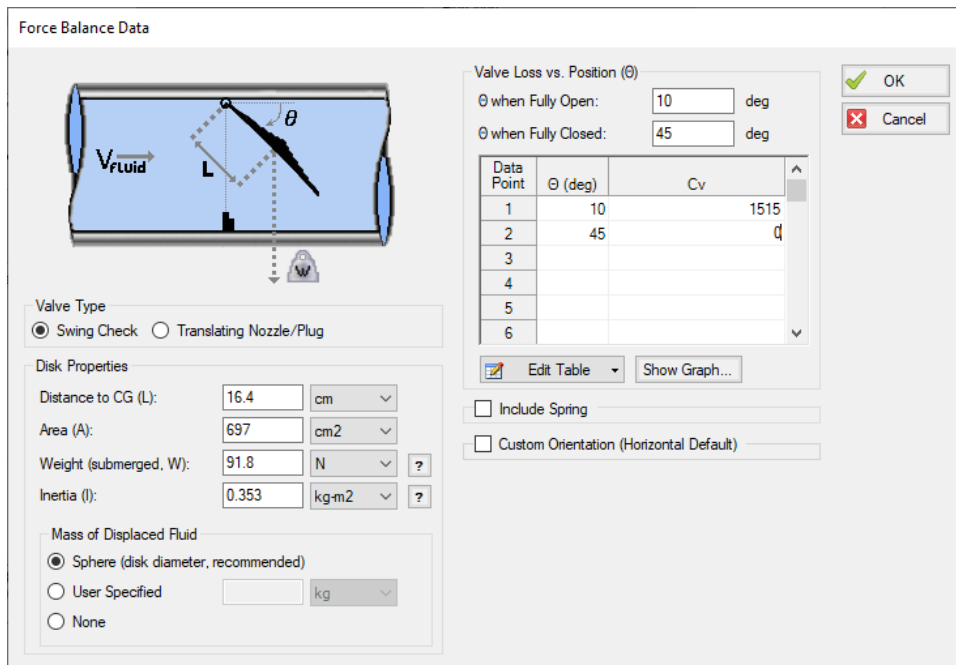 Force Balance Data
θ
Vfluid
L
W
Valve Type
Swing Check
Translating Nozzle/Plug
Disk Properties
Distance to CG (L): 16.4 cm
Area (A): 697 cm2
Weight (submerged, W): 91.8 N ?
Inertia (I): 0.353 kg-m2 ?
Mass of Displaced Fluid
Sphere (disk diameter, recommended)
User Specified kg
None
Valve Loss vs. Position (Θ)
Θ when Fully Open: 10 deg
Θ when Fully Closed: 45 deg
Data
Point Θ (deg) Cv
1 10 1515
2 45 0
3
4
5
6
Edit Table Show Graph...
Include Spring
Custom Orientation (Horizontal Default)
OK
Cancel